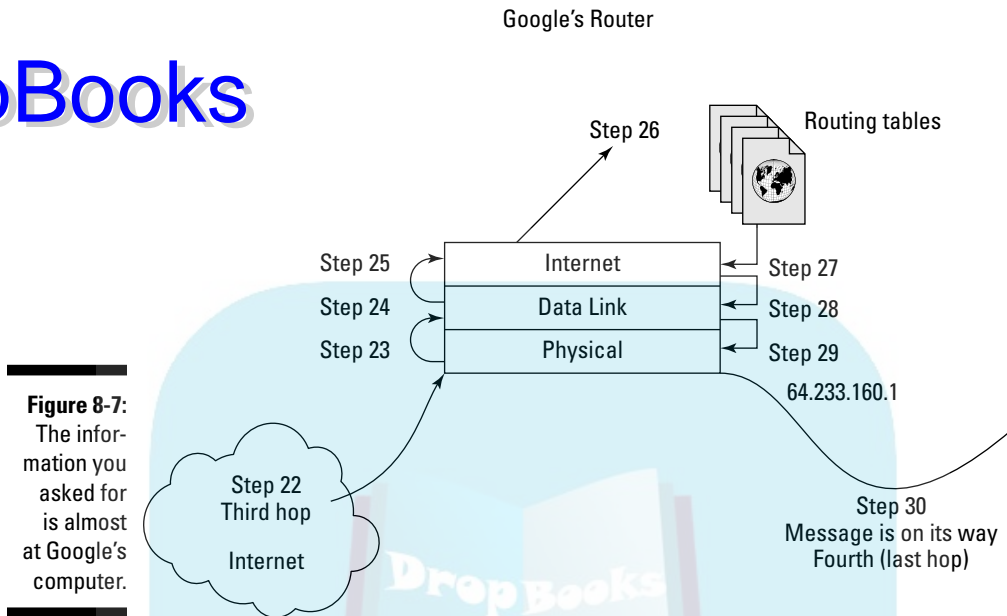 Google's Router
pBooks
Step 26
Routing tables
Step 25
Internet
Step 27
Step 24
Data Link
Step 28
Step 23
Physical
Step 29
64.233.160.1
Figure 8-7:
The infor-
mation you
asked for
is almost
at Google's
computer.
Step 22
Third hop
Internet
Step 30
Message is on its way
Fourth (last hop)
DropBooks